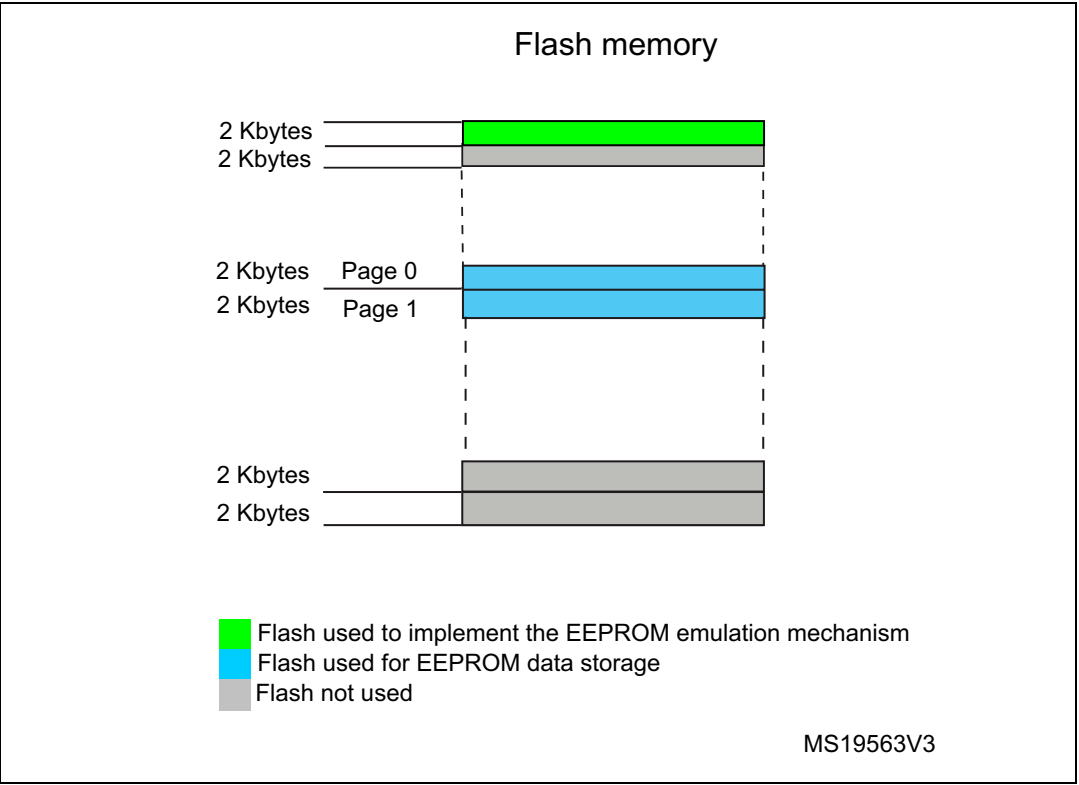 Flash memory
2 Kbytes
2 Kbytes
2 Kbytes Page 0
2 Kbytes Page 1
2 Kbytes
2 Kbytes
Flash used to implement the EEPROM emulation mechanism
Flash used for EEPROM data storage
Flash not used
MS19563V3